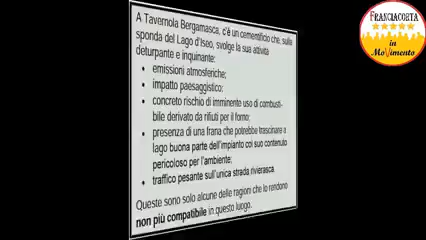 FRANCIACORTA
in
MoVimento
A Tavernola Bergamasca, c'è un cementificio che, sulla
sponda del Lago d'Iseo, svolge la sua attività
deturpante e inquinante:
• emissioni atmosferiche;
• impatto paesaggistico;
• concreto rischio di imminente uso di combusti-
bile derivato da rifiuti per il forno;
• presenza di una frana che potrebbe trascinare a
lago buona parte dell'impianto col suo contenuto
pericoloso per l'ambiente;
• traffico pesante sull'unica strada rivierasca.
Queste sono solo alcune delle ragioni che lo rendono
non più compatibile in questo luogo.